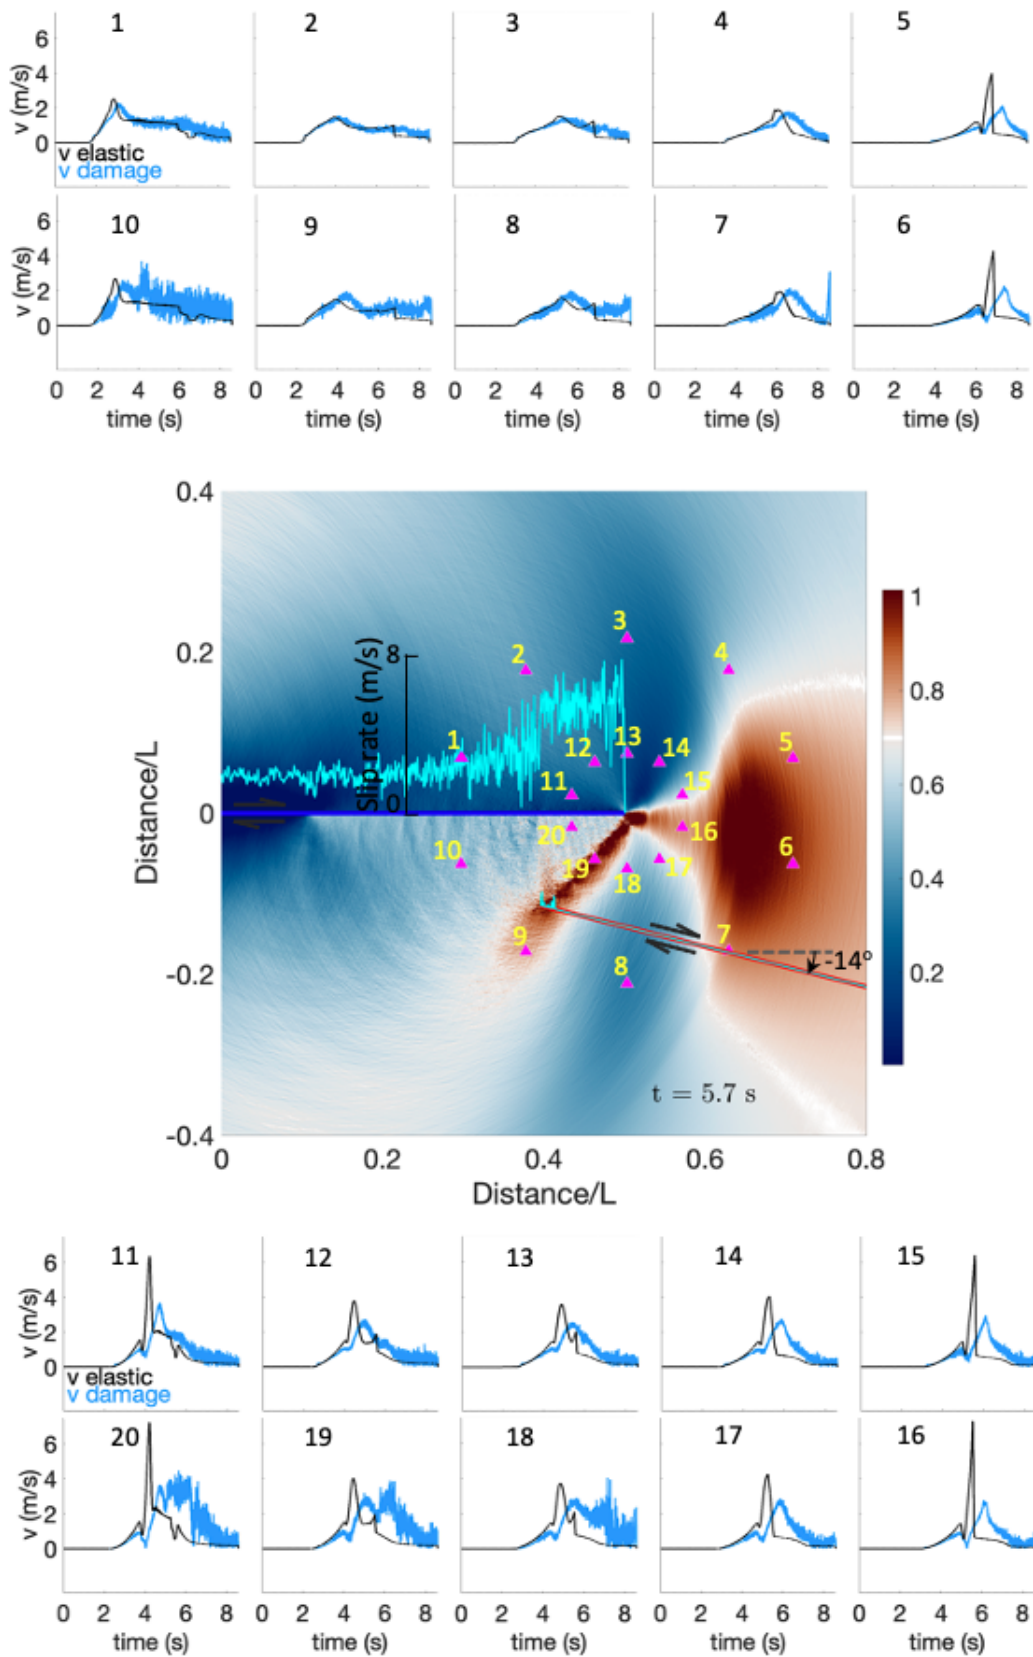 1 2 3 4 5
v (m/s)
6
4
2
0
v elastic
v damage
10 9 8 7 6
v (m/s)
6
4
2
0
0 2 4 6 8 0 2 4 6 8 0 2 4 6 8 0 2 4 6 8 0 2 4 6 8
time (s) time (s) time (s) time (s) time (s)
0.4
0.2
0
-0.2
-0.4
Distance/L
Slip rate (m/s)
8
0
3
2 4
1 12 13 14 5
11 15
20 16
10 19 18 17 6
9 7
8
-14°
t = 5.7 s
0 0.2 0.4 0.6 0.8
Distance/L
1
0.8
0.6
0.4
0.2
11 12 13 14 15
v (m/s)
6
4
2
0
v elastic
v damage
20 19 18 17 16
v (m/s)
6
4
2
0
0 2 4 6 8 0 2 4 6 8 0 2 4 6 8 0 2 4 6 8 0 2 4 6 8
time (s) time (s) time (s) time (s) time (s)